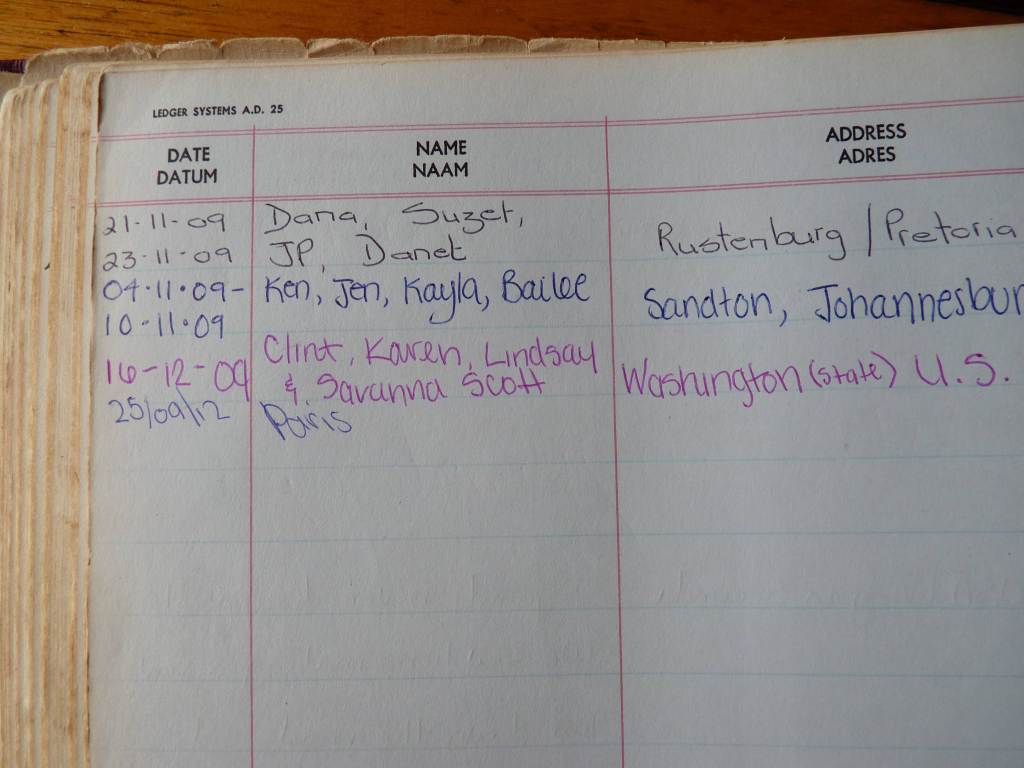 LEDGER SYSTEMS A.D. 25
DATE NAME ADDRESS
DATUM NAAM ADRES
21-11-09 Dana, Suzet,
23-11-09 JP, Danet Rustenburg / Pretoria
04.11.09- Ken, Jen, Kayla, Bailee Sandton, Johannesbur
10-11.09
Clint, Karen, Lindsay
16-12-09 & Savanna Scott Washington (state) U.S.
25/09/12 Paris